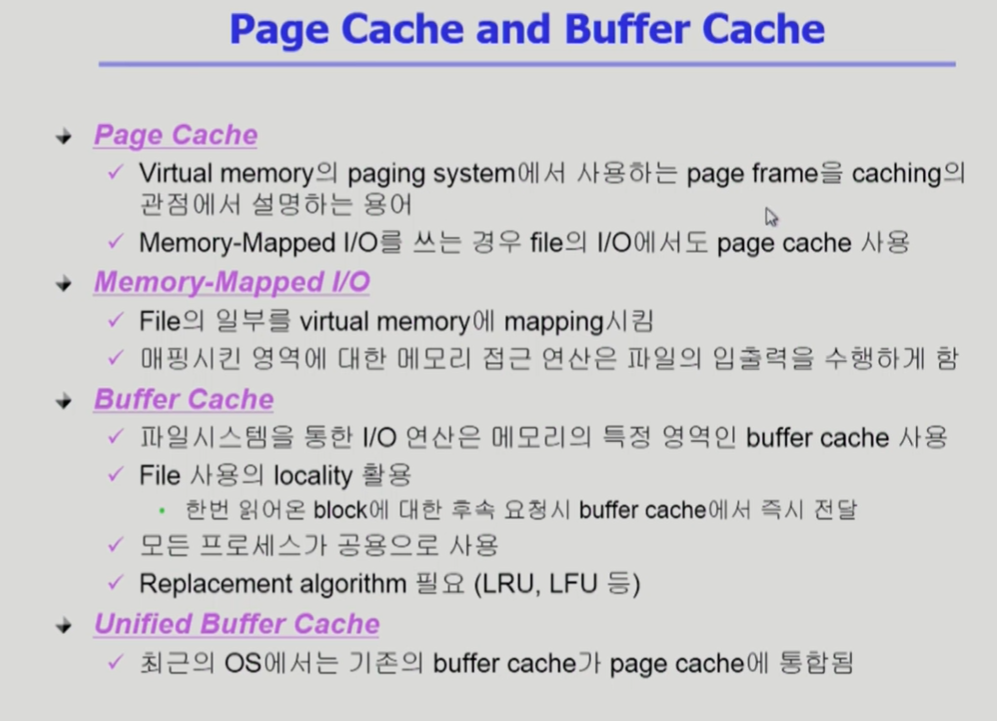 Page Cache and Buffer Cache
Page Cache
Virtual memory의 paging system에서 사용하는 page frame을 caching의
관점에서 설명하는 용어
Memory-Mapped I/O를 쓰는 경우 file의 I/O에서도 page cache 사용
Memory-Mapped I/O
File의 일부를 virtual memory에 mapping시킴
매핑시킨 영역에 대한 메모리 접근 연산은 파일의 입출력을 수행하게 함
Buffer Cache
파일시스템을 통한 I/O 연산은 메모리의 특정 영역인 buffer cache 사용
File 사용의 locality 활용
한번 읽어온 block에 대한 후속 요청시 buffer cache에서 즉시 전달
모든 프로세스가 공용으로 사용
Replacement algorithm 필요 (LRU, LFU 등)
Unified Buffer Cache
최근의 OS에서는 기존의 buffer cache가 page cache에 통합됨